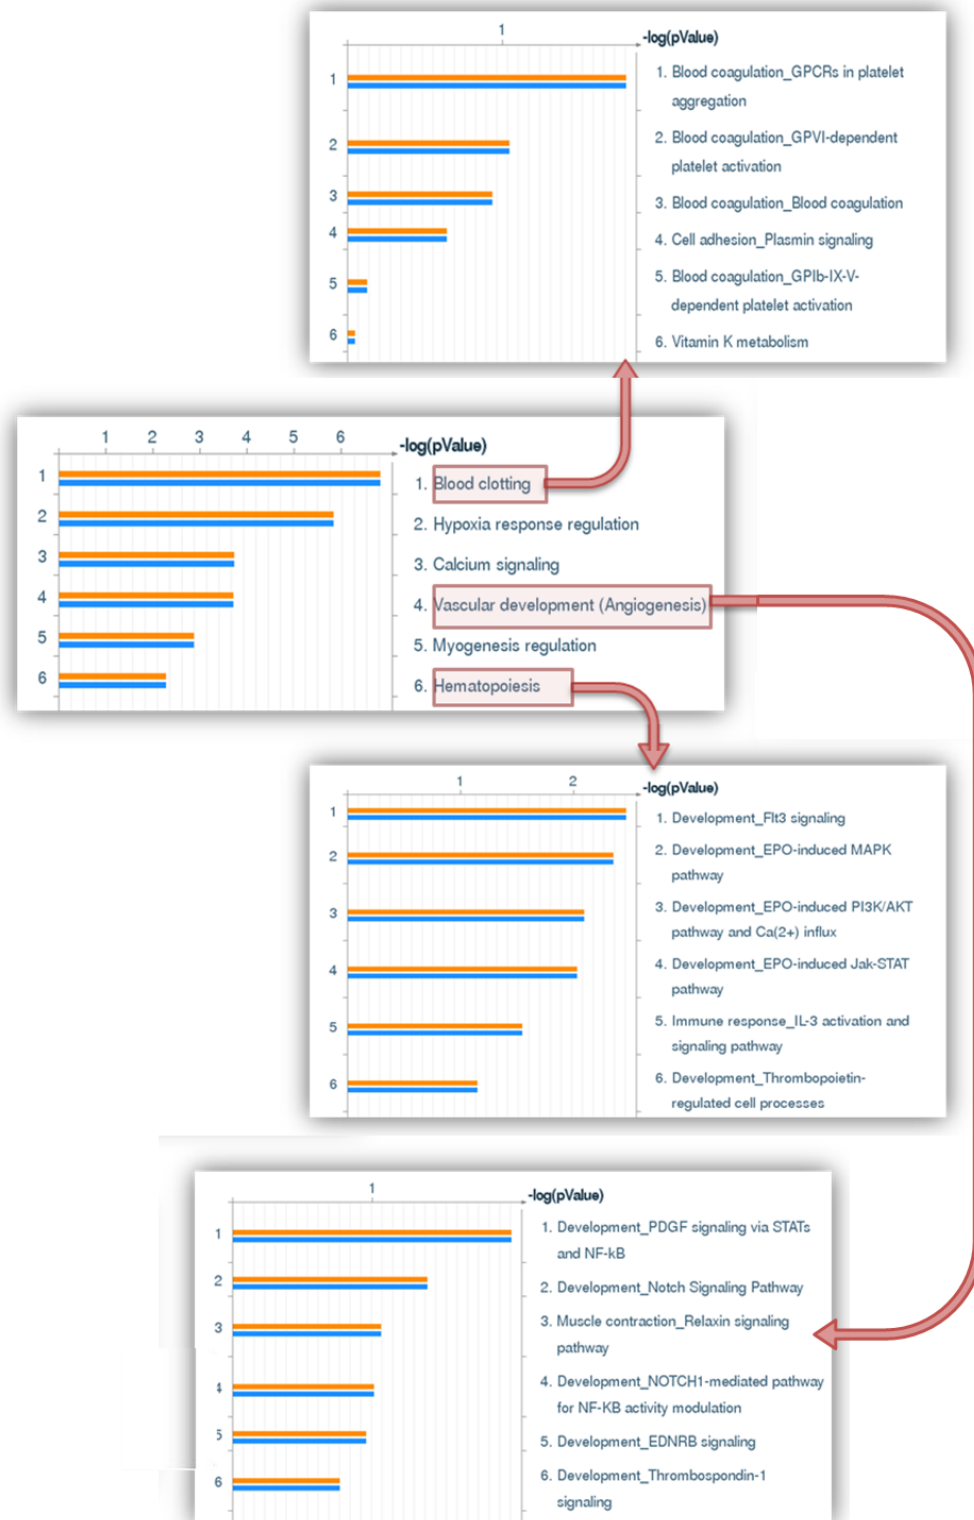 1
-log(pValue)
1
1. Blood coagulation_GPCRs in platelet
aggregation
2
2. Blood coagulation_GPVI-dependent
platelet activation
3
3. Blood coagulation_Blood coagulation
4
4. Cell adhesion_Plasmin signaling
5
5. Blood coagulation_GPIb-IX-V-
dependent platelet activation
6
6. Vitamin K metabolism
1 2 3 4 5 6
-log(pValue)
1
1. Blood clotting
2
2. Hypoxia response regulation
3
3. Calcium signaling
4
4. Vascular development (Angiogenesis)
5
5. Myogenesis regulation
6
6. Hematopoiesis
1 2
-log(pValue)
1
1. Development_Flt3 signaling
2
2. Development_EPO-induced MAPK
pathway
3
3. Development_EPO-induced PI3K/AKT
pathway and Ca(2+) influx
4
4. Development_EPO-induced Jak-STAT
pathway
5
5. Immune response_IL-3 activation and
signaling pathway
6
6. Development_Thrombopoietin-
regulated cell processes
1
-log(pValue)
1
1. Development_PDGF signaling via STATs
and NF-kB
2
2. Development_Notch Signaling Pathway
3
3. Muscle contraction_Relaxin signaling
pathway
4
4. Development_NOTCH1-mediated pathway
for NF-KB activity modulation
5
5. Development_EDNRB signaling
6
6. Development_Thrombospondin-1
signaling